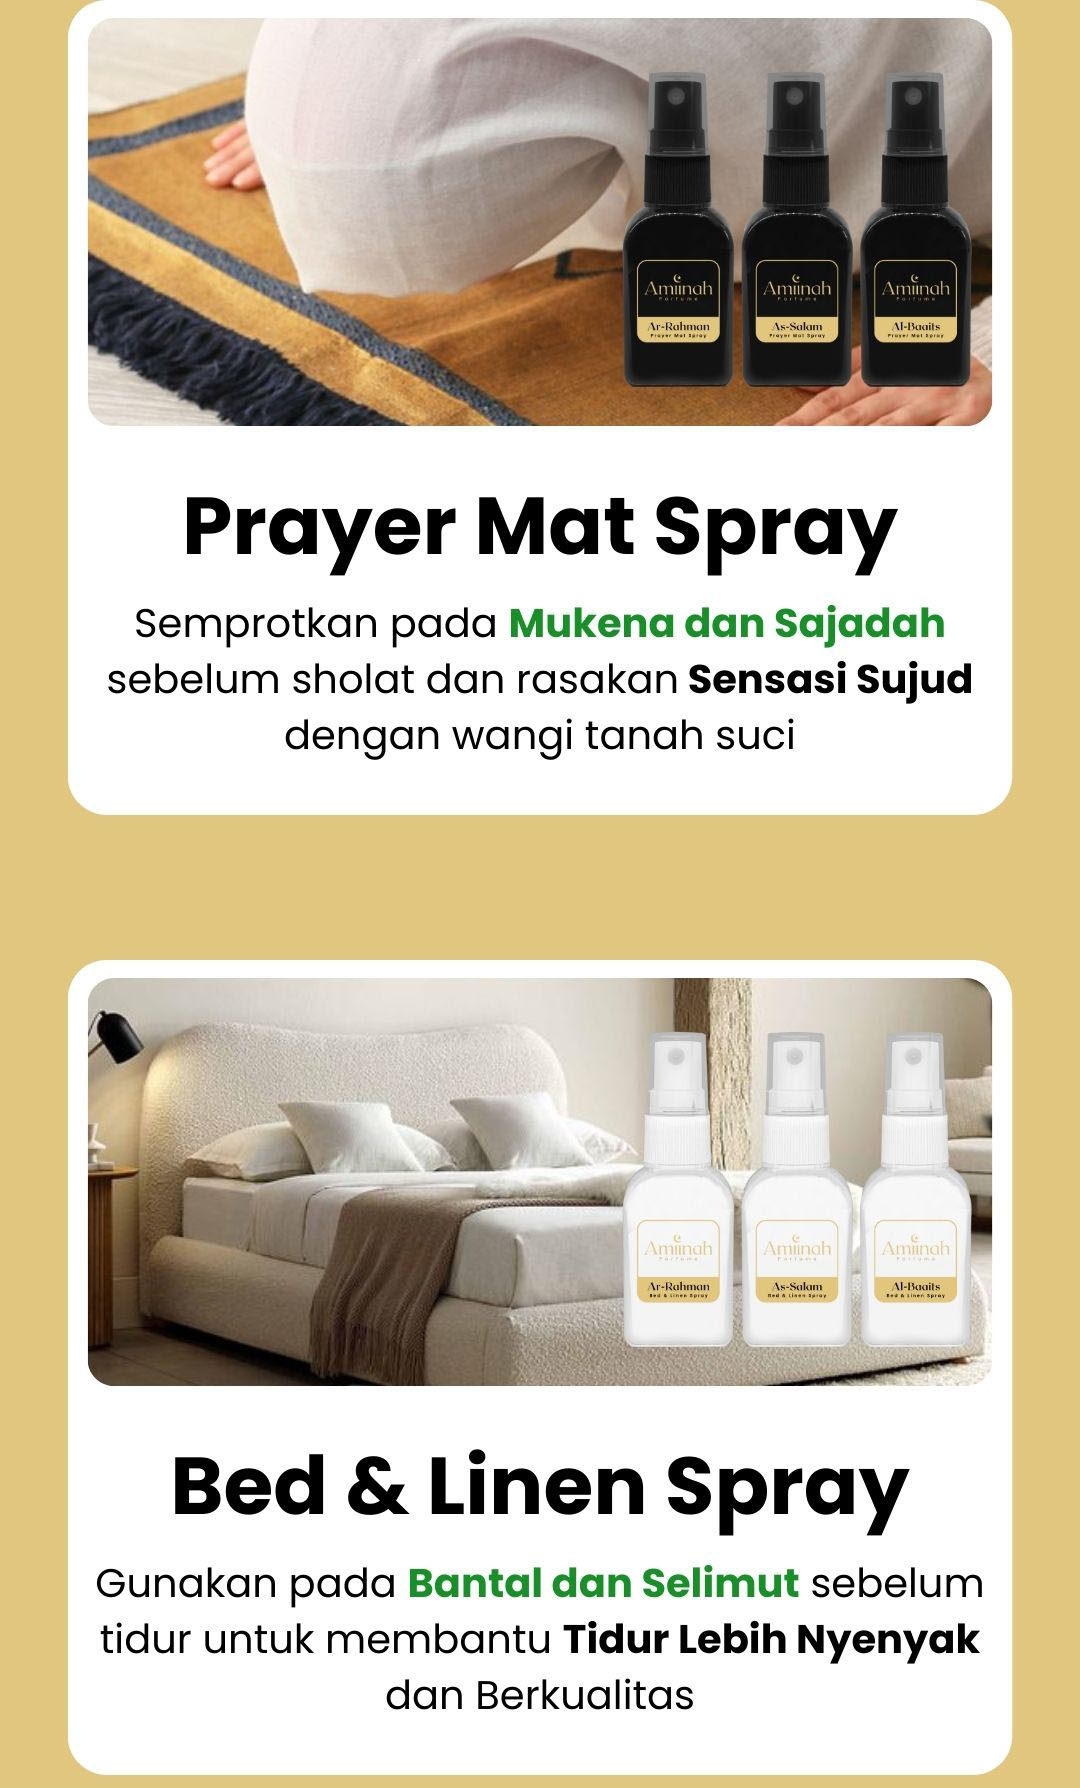 Amiinah
Parfume
Ar-Rahman
Prayer Mat Spray
Amiinah
Parfume
As-Salam
Prayer Mat Spray
Amiinah
Parfume
Al-Baaits
Prayer Mat Spray
Prayer Mat Spray
Semprotkan pada Mukena dan Sajadah
sebelum sholat dan rasakan Sensasi Sujud
dengan wangi tanah suci
Amiinah
Parfume
Ar-Rahman
Bed & Linen Spray
Amiinah
Parfume
As-Salam
Bed & Linen Spray
Amiinah
Parfume
Al-Baaits
Bed & Linen Spray
Bed & Linen Spray
Gunakan pada Bantal dan Selimut sebelum
tidur untuk membantu Tidur Lebih Nyenyak
dan Berkualitas